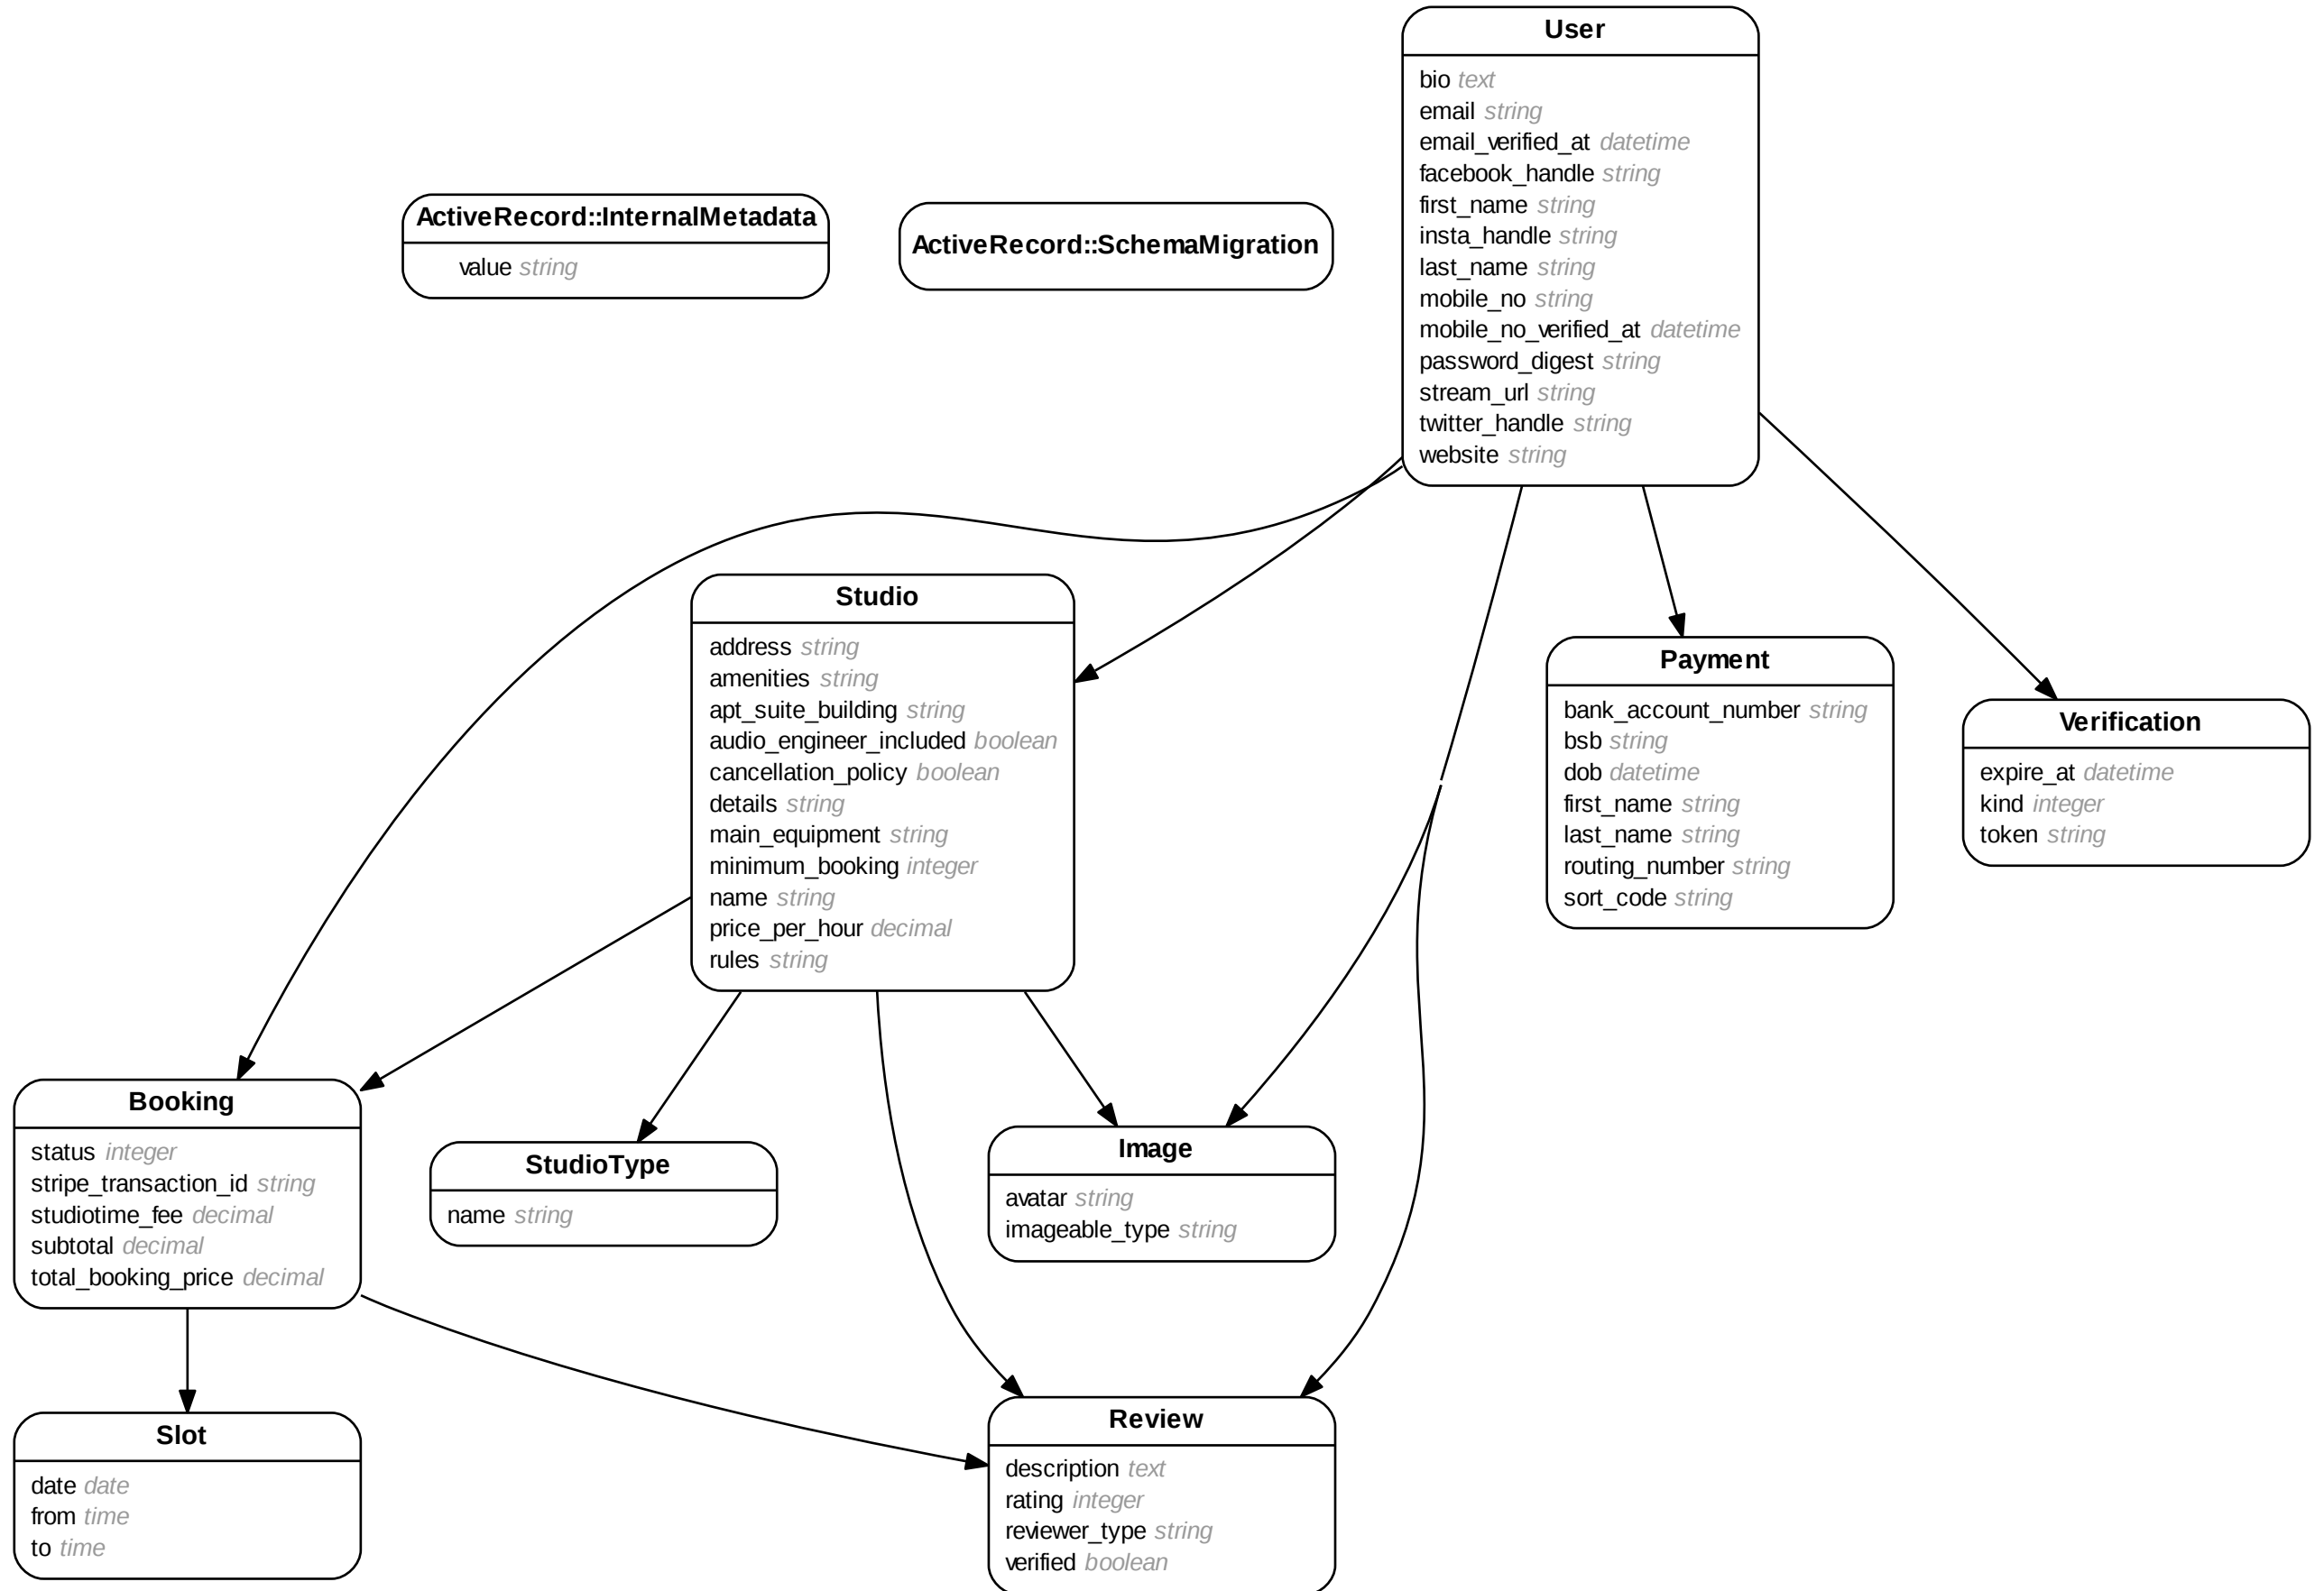 User
bio text
email string
email_verified_at datetime
facebook_handle string
first_name string
insta_handle string
last_name string
mobile_no string
mobile_no_verified_at datetime
password_digest string
stream_url string
twitter_handle string
website string
ActiveRecord::InternalMetadata
value string
ActiveRecord::SchemaMigration
Studio
address string
amenities string
apt_suite_building string
audio_engineer_included boolean
cancellation_policy boolean
details string
main_equipment string
minimum_booking integer
name string
price_per_hour decimal
rules string
Payment
bank_account_number string
bsb string
dob datetime
first_name string
last_name string
routing_number string
sort_code string
Verification
expire_at datetime
kind integer
token string
Booking
status integer
stripe_transaction_id string
studiotime_fee decimal
subtotal decimal
total_booking_price decimal
StudioType
name string
Image
avatar string
imageable_type string
Slot
date date
from time
to time
Review
description text
rating integer
reviewer_type string
verified boolean